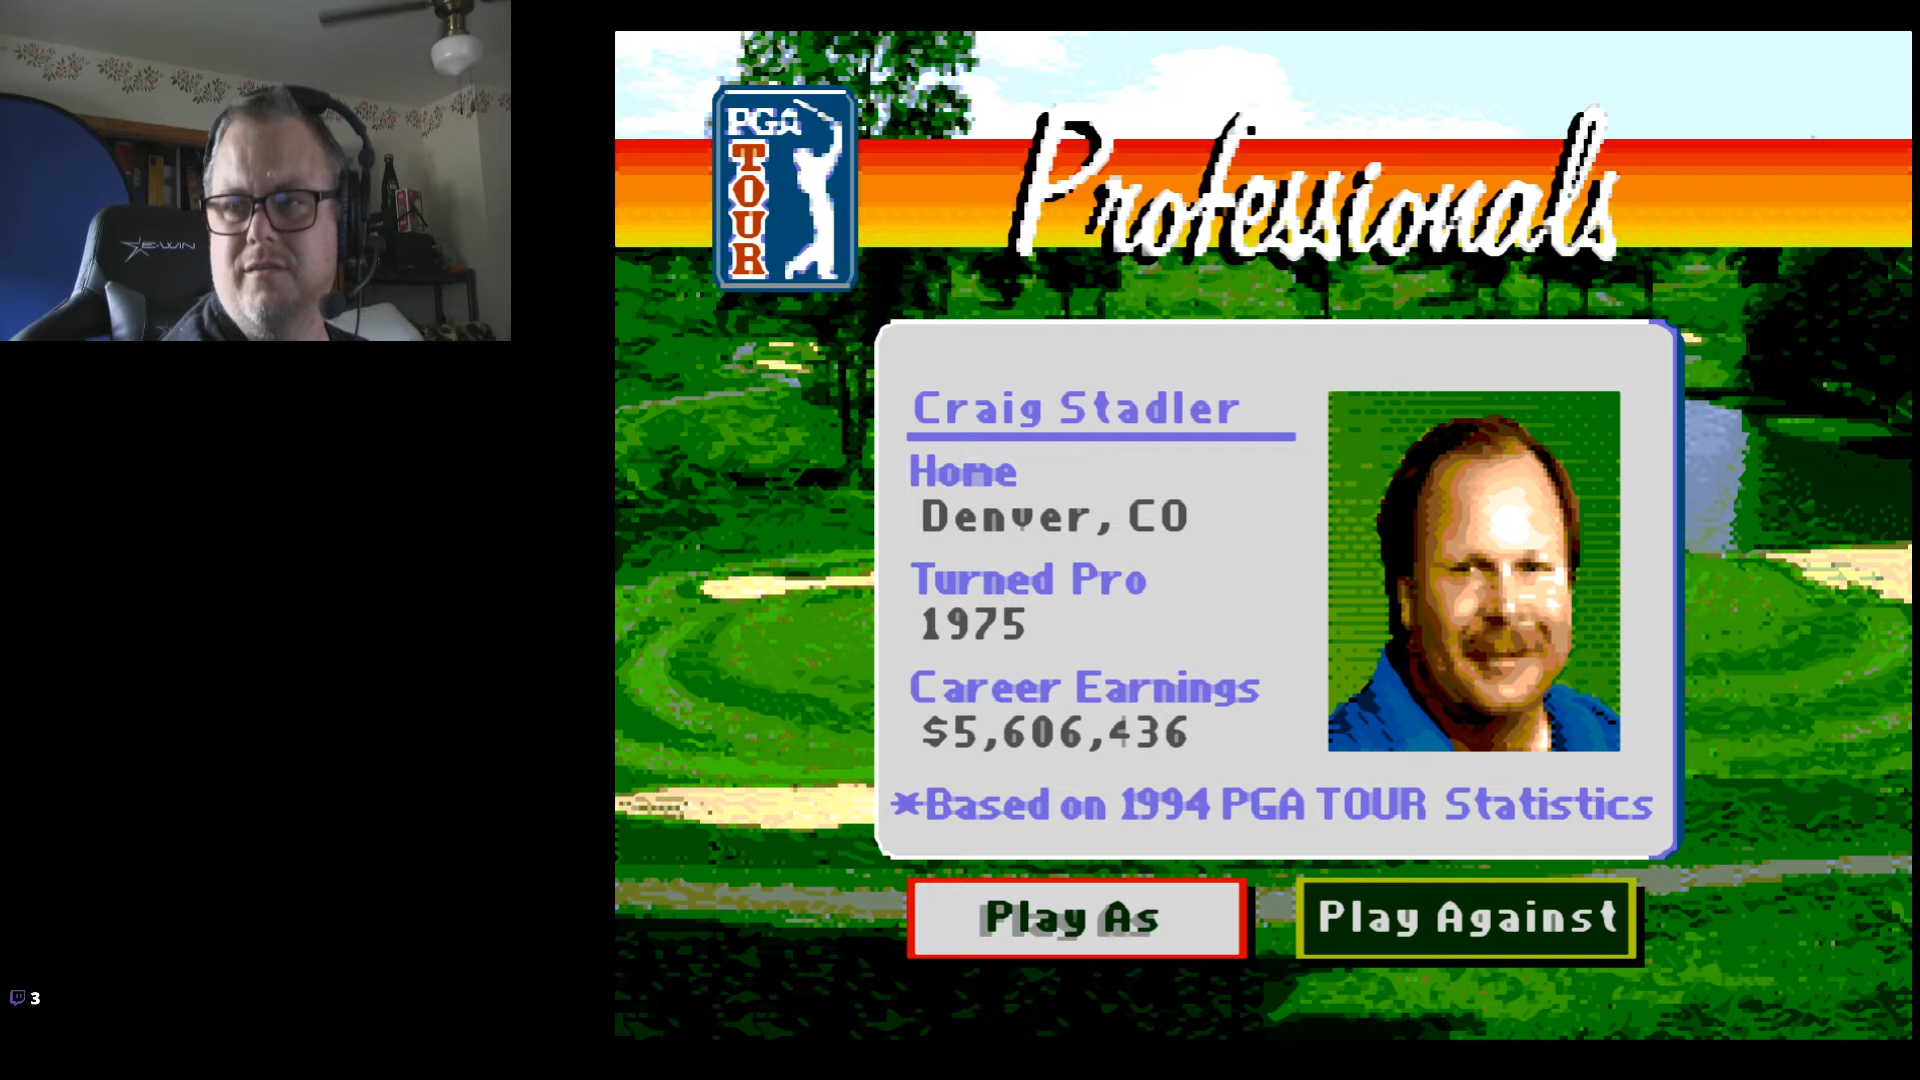 E-WIN
PGA
TOUR
Professionals
Craig Stadler
Home
Denver, CO
Turned Pro
1975
Career Earnings
$5,606,436
*Based on 1994 PGA TOUR Statistics
Play As
Play Against
3